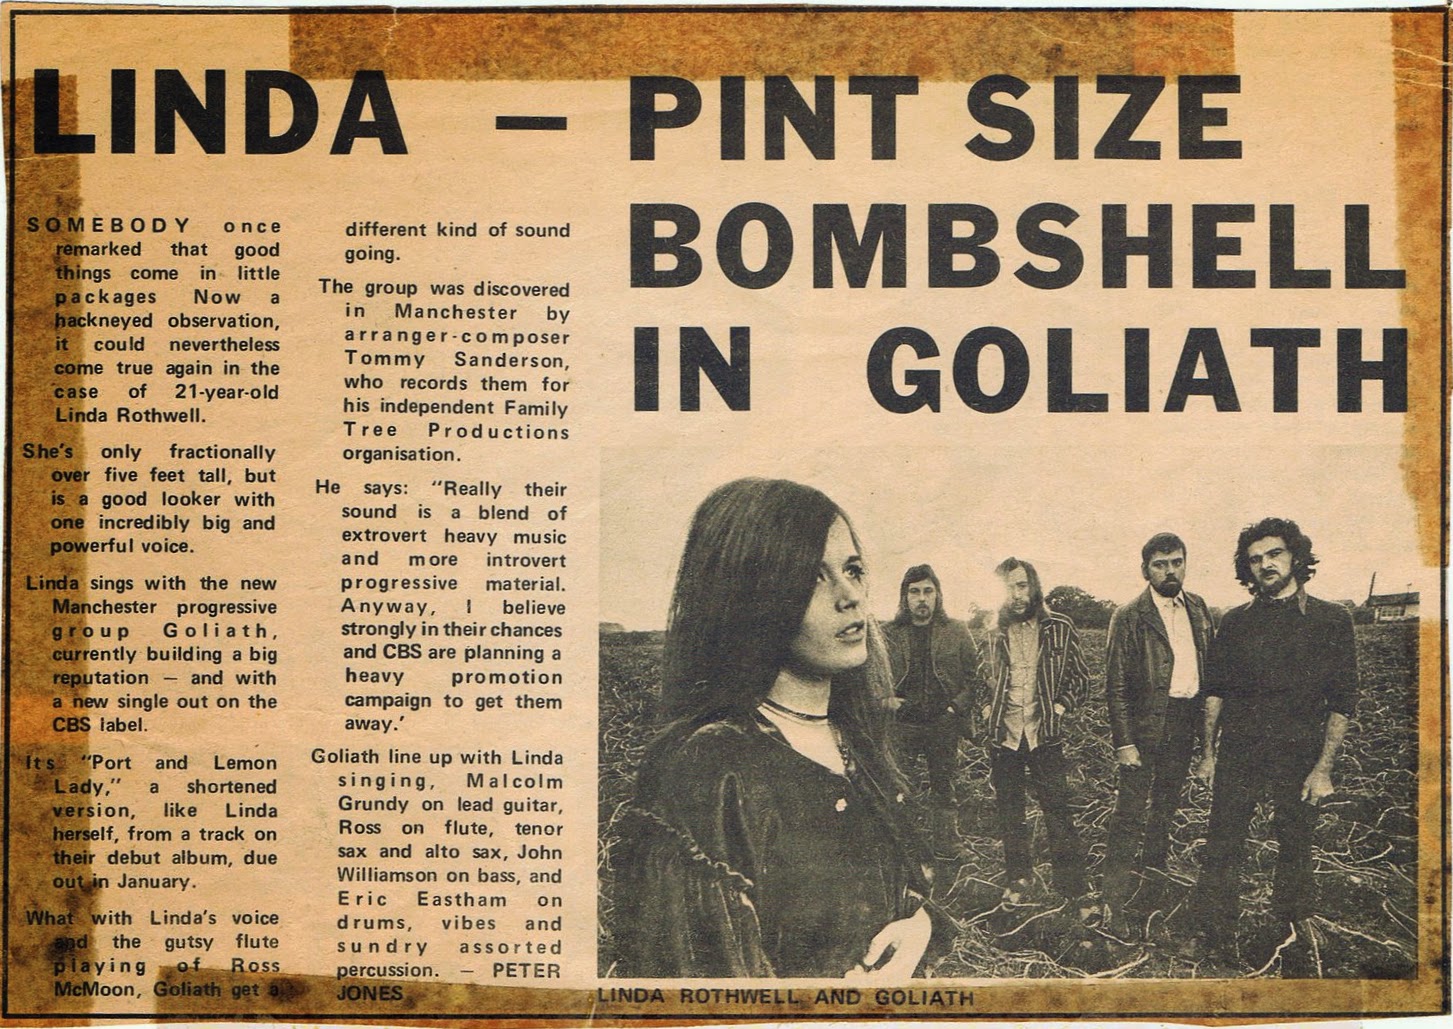 LINDA — PINT SIZE
BOMBSHELL
IN GOLIATH
SOMEBODY once
remarked that good
things come in little
packages Now a
hackneyed observation,
it could nevertheless
come true again in the
case of 21-year-old
Linda Rothwell.
She's only fractionally
over five feet tall, but
is a good looker with
one incredibly big and
powerful voice.
Linda sings with the new
Manchester progressive
group Goliath,
currently building a big
reputation — and with
a new single out on the
CBS label.
Its "Port and Lemon
Lady," a shortened
version, like Linda
herself, from a track on
their debut album, due
out in January.
What with Linda's voice
and the gutsy flute
playing of Ross
McMoon, Goliath get a
different kind of sound
going.
The group was discovered
in Manchester by
arranger-composer
Tommy Sanderson,
who records them for
his independent Family
Tree Productions
organisation.
He says: "Really their
sound is a blend of
extrovert heavy music
and more introvert
progressive material.
Anyway, I believe
strongly in their chances
and CBS are planning a
heavy promotion
campaign to get them
away.'
Goliath line up with Linda
singing, Malcolm
Grundy on lead guitar,
Ross on flute, tenor
sax and alto sax, John
Williamson on bass, and
Eric Eastham on
drums, vibes and
sundry assorted
percussion. — PETER
JONES
LINDA ROTHWELL AND GOLIATH